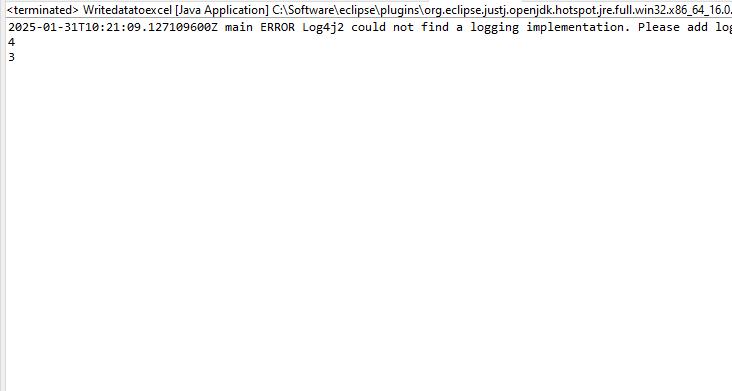 <terminated> Writedatatoexcel [Java Application] C:\Software\eclipse\plugins\org.eclipse.justj.openjdk.hotspot.jre.full.win32.x86_64_16.0.
2025-01-31T10:21:09.127109600Z main ERROR Log4j2 could not find a logging implementation. Please add log
4
3